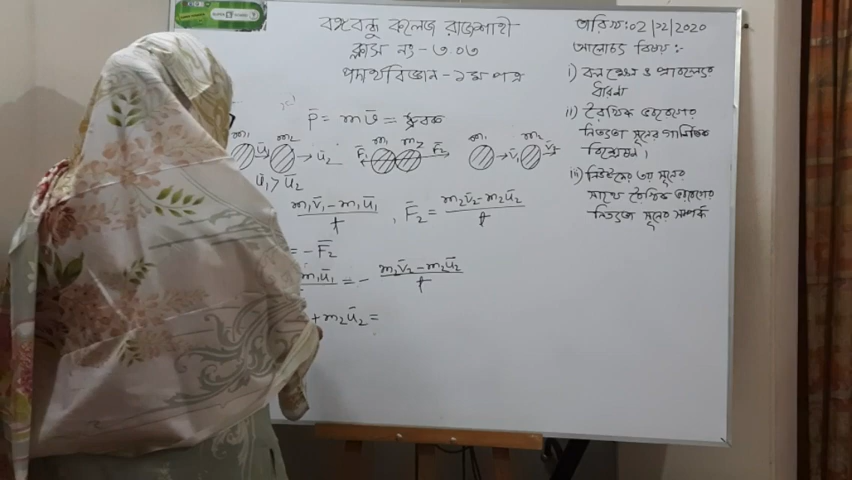 বঙ্গবন্ধু কলেজ রাজশাহী
ক্লাস নং - ৩.০৩
পদার্থবিজ্ঞান - ১ম পত্র
তারিখ: ০২/১২/২০২০
আলোচ্য বিষয় :-
i) বল ক্ষেত্র ও প্রাবল্যের
ধারণা
ii) রৈখিক ভরবেগের
নিত্যতা সূত্রের গাণিতিক
বিশ্লেষণ।
iii) নিউটনের ৩য় সূত্রের
সাথে রৈখিক ভরবেগের
নিত্যতা সূত্রের সম্পর্ক
P̄ = mv̄ = ধ্রুবক
m₁ m₂ m₁ m₂ m₁ m₂
ū₁ → ū₂ F̄₁ F̄₂ → v̄₁ v̄₂
ū₁ > ū₂
(m₁v̄₁ - m₁ū₁)/t , F̄₂ = (m₂v̄₂ - m₂ū₂)/t
= -F̄₂
m₁ū₁ = - (m₂v̄₂ - m₂ū₂)/t
+ m₂ū₂ =